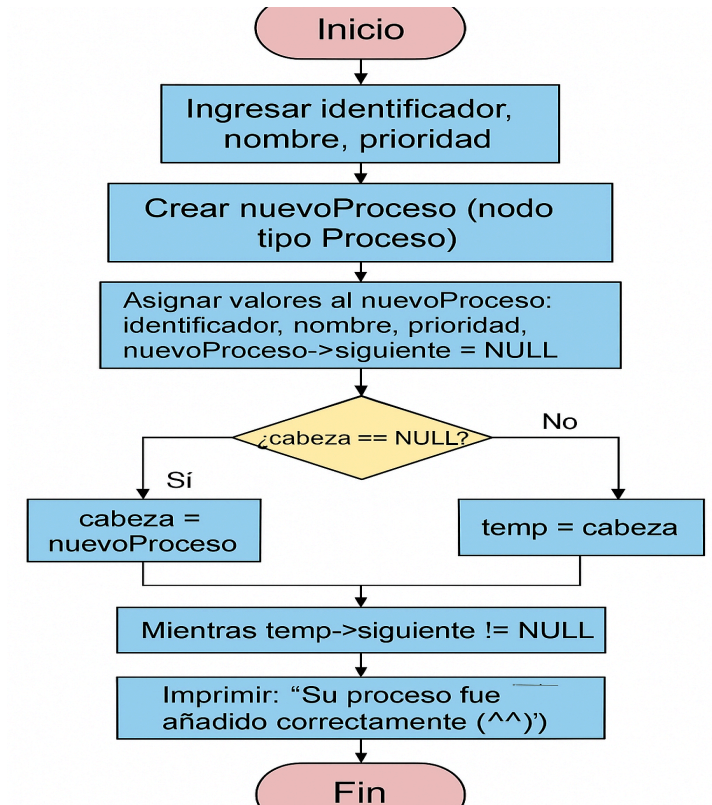 Inicio
Ingresar identificador,
nombre, prioridad
Crear nuevoProceso (nodo
tipo Proceso)
Asignar valores al nuevoProceso:
identificador, nombre, prioridad,
nuevoProceso->siguiente = NULL
¿cabeza == NULL?
No
Sí
cabeza =
nuevoProceso
temp = cabeza
Mientras temp->siguiente != NULL
Imprimir: “Su proceso fue
añadido correctamente (^^)’)
Fin